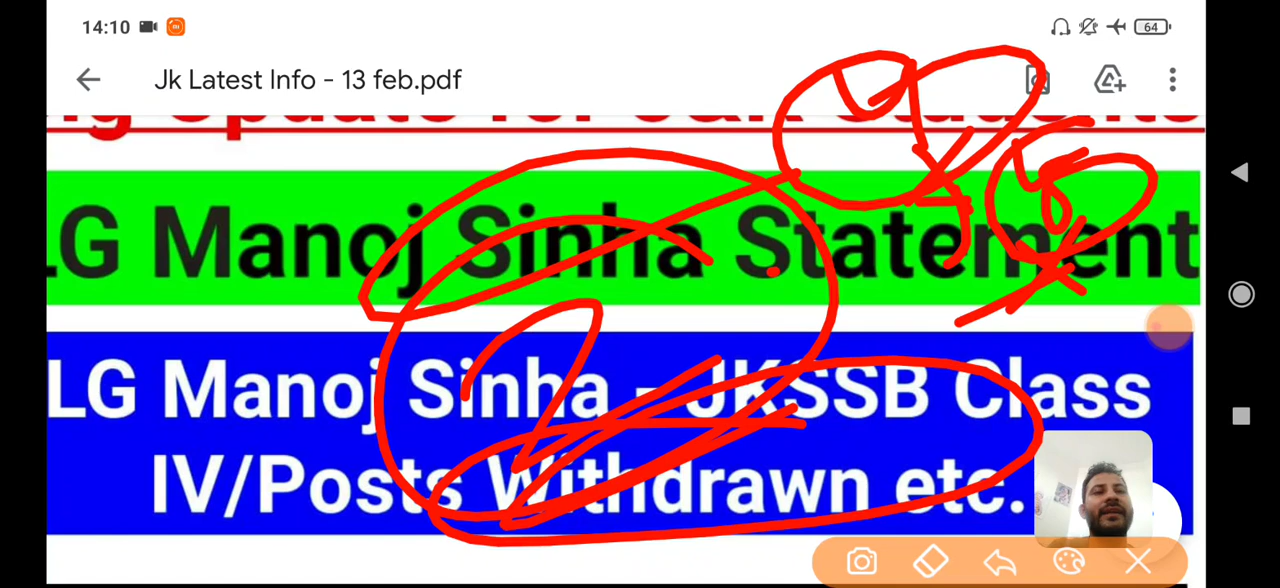 14:10
64
Jk Latest Info - 13 feb.pdf
LG Manoj Sinha Statement
LG Manoj Sinha - JKSSB Class
IV/Posts Withdrawn etc.